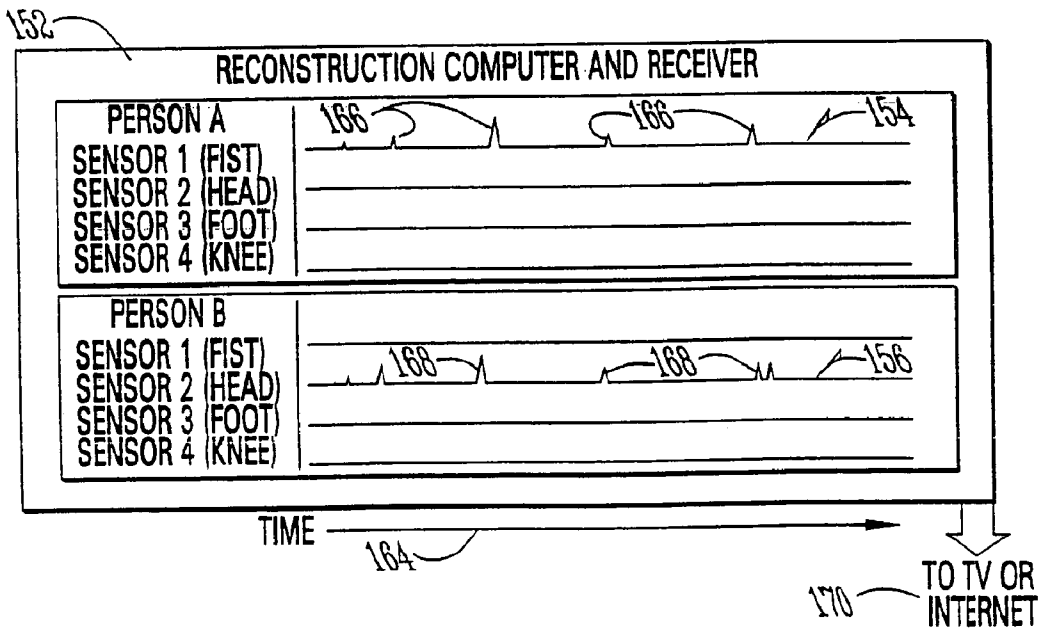 152
RECONSTRUCTION COMPUTER AND RECEIVER
PERSON A
166
166
154
SENSOR 1 (FIST)
SENSOR 2 (HEAD)
SENSOR 3 (FOOT)
SENSOR 4 (KNEE)
PERSON B
SENSOR 1 (FIST)
168
168
156
SENSOR 2 (HEAD)
SENSOR 3 (FOOT)
SENSOR 4 (KNEE)
TIME
164
170
TO TV OR
INTERNET